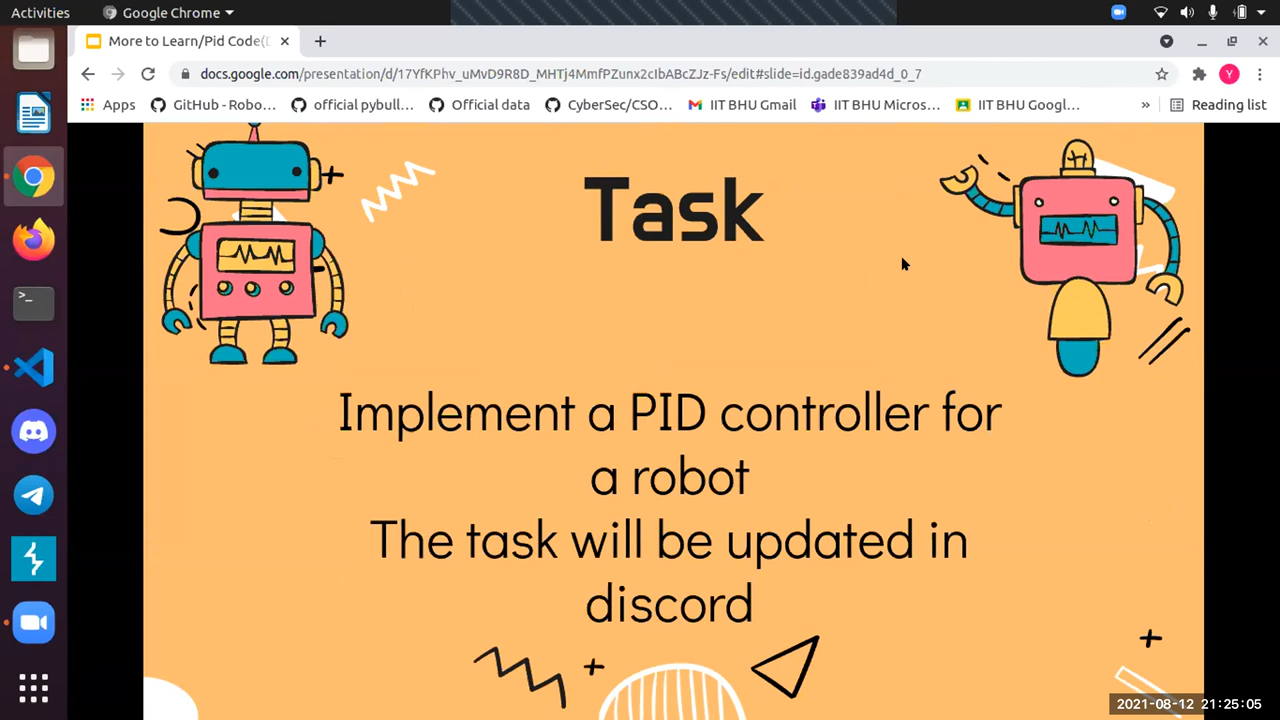 Activities
Google Chrome
More to Learn/Pid Code(
docs.google.com/presentation/d/17YfKPhv_uMvD9R8D_MHTj4MmfPZunx2cIbABcZJz-Fs/edit#slide=id.gade839ad4d_0_7
Y
Apps
GitHub - Robo...
official pybull...
Official data
CyberSec/CSO...
IIT BHU Gmail
IIT BHU Micros...
IIT BHU Googl...
»
Reading list
Task
Implement a PID controller for
a robot
The task will be updated in
discord
2021-08-12 21:25:05